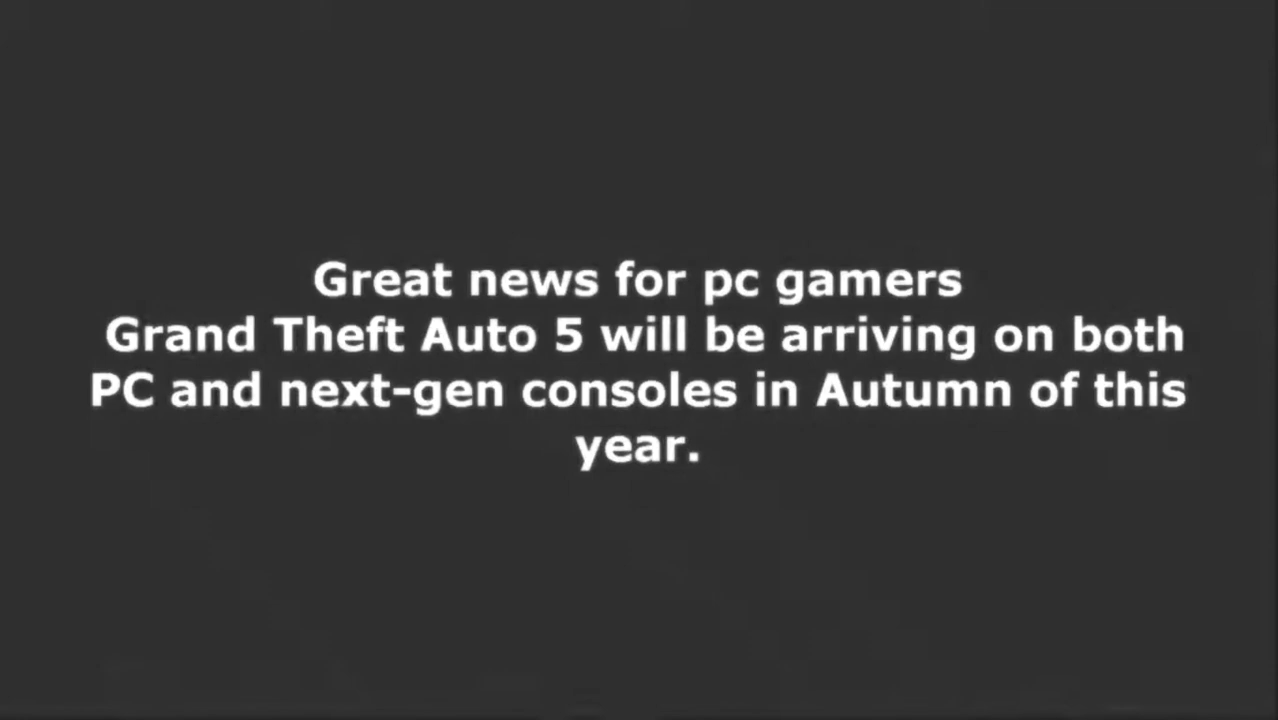 Great news for pc gamers
Grand Theft Auto 5 will be arriving on both
PC and next-gen consoles in Autumn of this
year.